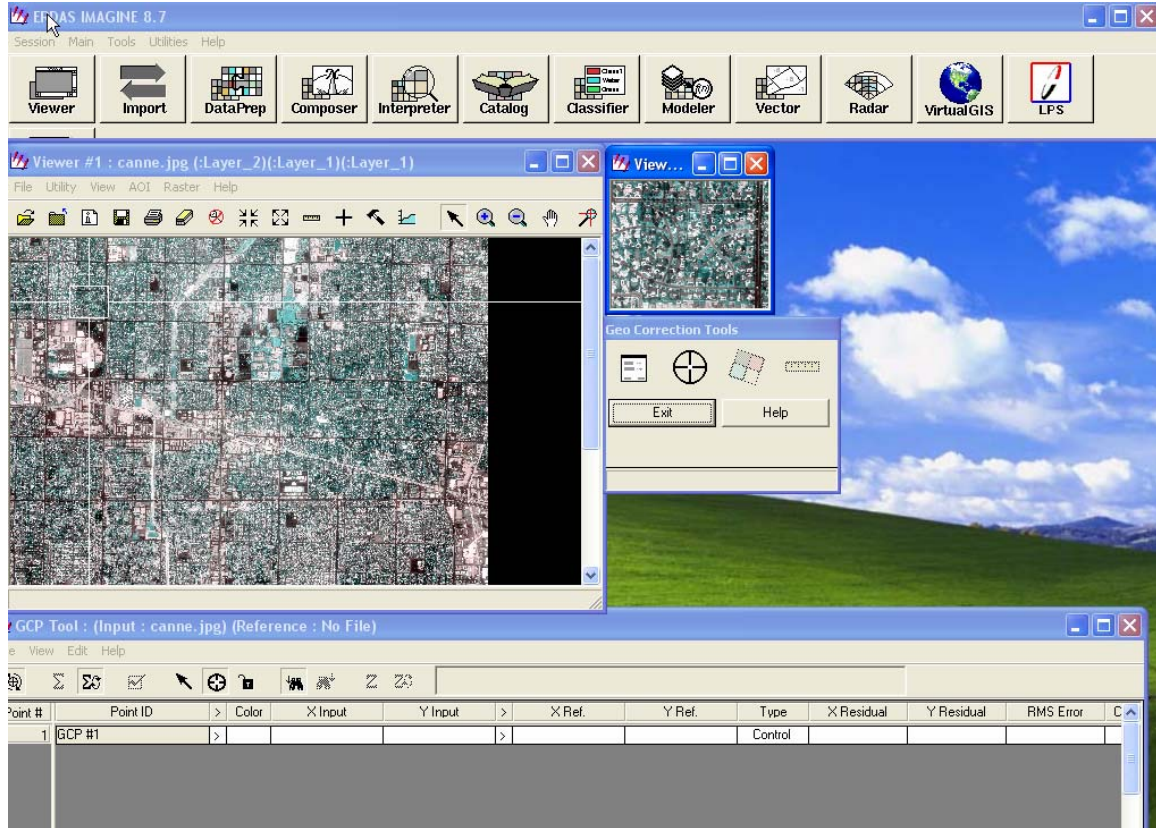 ERDAS IMAGINE 8.7
Session Main Tools Utilities Help
Viewer Import DataPrep Composer Interpreter Catalog Classifier Modeler Vector Radar VirtualGIS LPS
Class1
Water
Grass
Viewer #1 : canne.jpg (:Layer_2)(:Layer_1)(:Layer_1)
File Utility View AOI Raster Help
View...
Geo Correction Tools
Exit Help
GCP Tool : (Input : canne.jpg) (Reference : No File)
e View Edit Help
Σ Σ Z Z
Point # Point ID > Color X Input Y Input > X Ref. Y Ref. Type X Residual Y Residual RMS Error C
1 GCP #1 > > Control